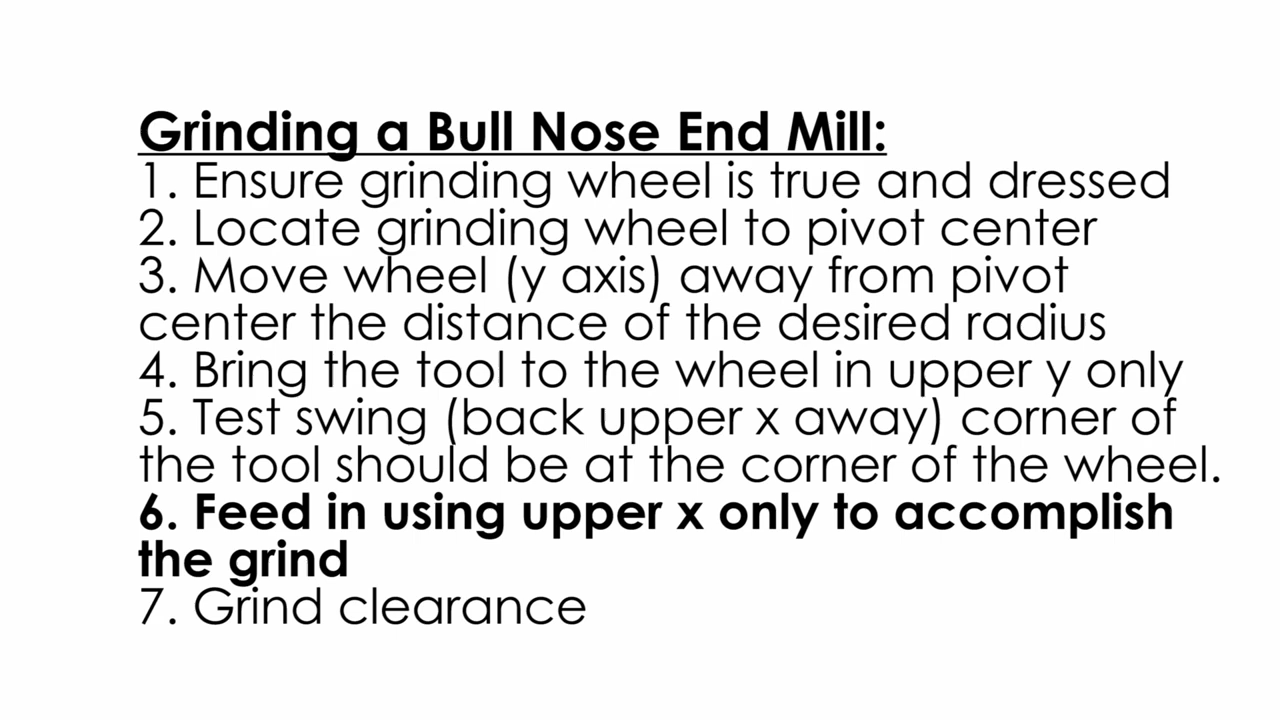 Grinding a Bull Nose End Mill:
1. Ensure grinding wheel is true and dressed
2. Locate grinding wheel to pivot center
3. Move wheel (y axis) away from pivot
center the distance of the desired radius
4. Bring the tool to the wheel in upper y only
5. Test swing (back upper x away) corner of
the tool should be at the corner of the wheel.
6. Feed in using upper x only to accomplish
the grind
7. Grind clearance